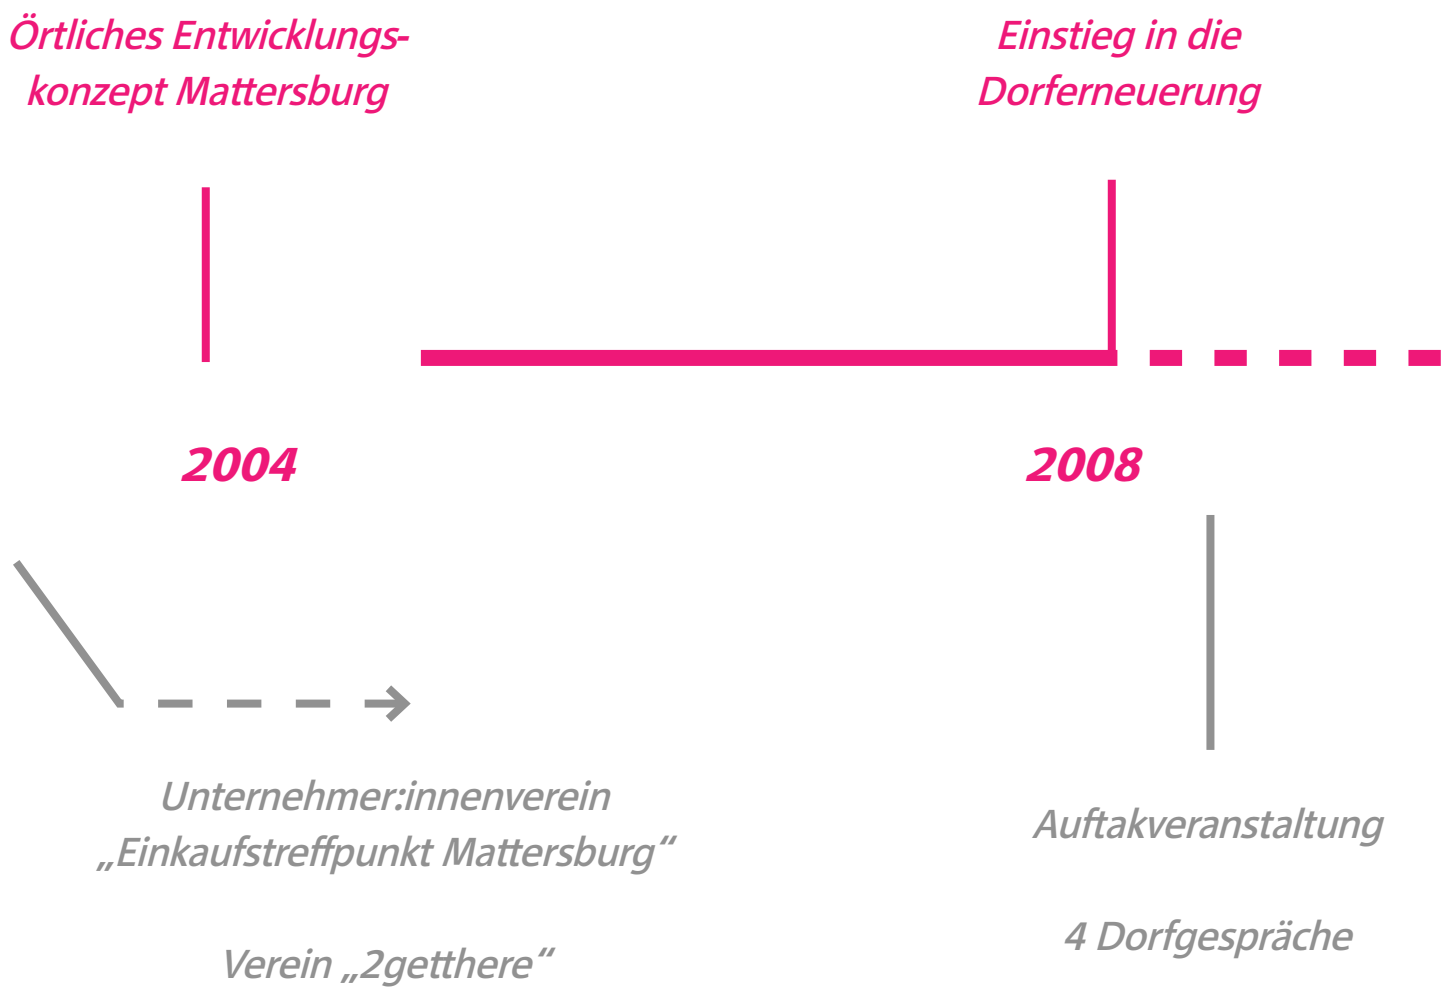 Örtliches Entwicklungs-
konzept Mattersburg
Einstieg in die
Dorferneuerung
2004
2008
Unternehmer:innenverein
„Einkaufstreffpunkt Mattersburg“
Verein „2getthere“
Auftakveranstaltung
4 Dorfgespräche